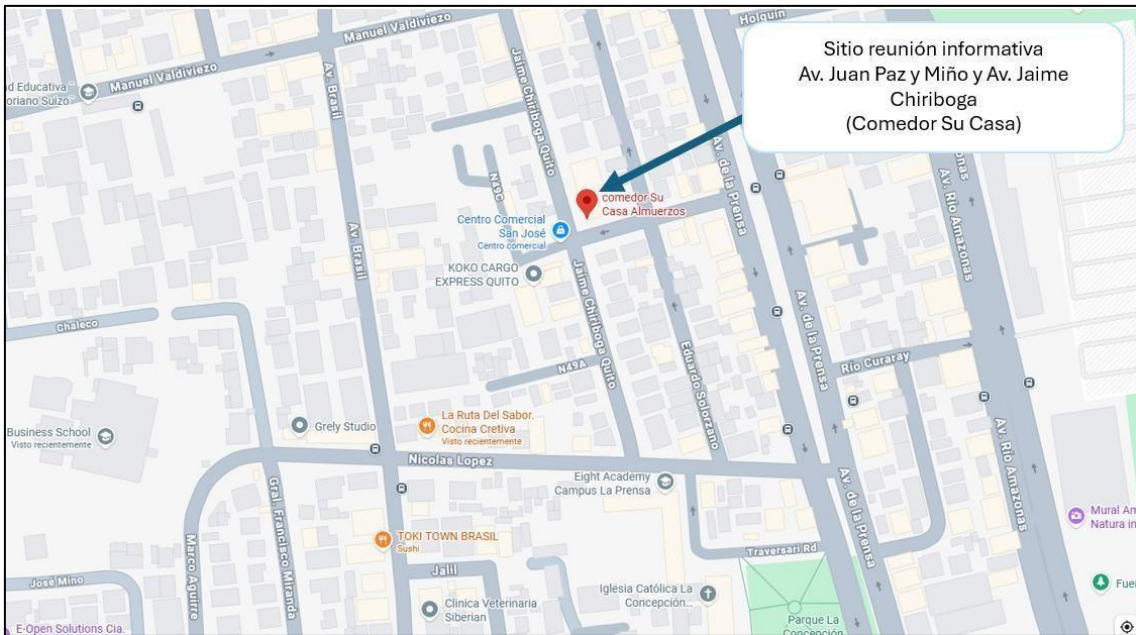 Sitio reunión informativa
Av. Juan Paz y Miño y Av. Jaime
Chiriboga
(Comedor Su Casa)
Holguín
Manuel Valdiviezo
Manuel Valdiviezo
d Educativa
oriano Suizo
Av. Brasil
Jaime Chiriboga Quito
N49C
Av. de la Prensa
onas
Av. Río Amazonas
comedor Su
Casa Almuerzos
Centro Comercial
San José
Centro comercial
KOKO CARGO
EXPRESS QUITO
Av. Brasil
Jaime Chiriboga Quito
Av. de la Prensa
Chaleco
N49A
Eduardo Solorzano
Río Curaray
Grely Studio
La Ruta Del Sabor.
Cocina Cretiva
Visto recientemente
Business School
Visto recientemente
Nicolas Lopez
Eight Academy
Campus La Prensa
Av. de la Prensa
Av. Río Amazonas
Gral. Francisco Miranda
Marco Aguirre
TOKI TOWN BRASIL
Sushi
Mural Am
Natura in
Traversari Rd
José Mino
Jalil
Iglesia Católica La
Concepción...
Clinica Veterinaria
Siberian
Fue
Parque La
Concepción
E-Open Solutions Cia.